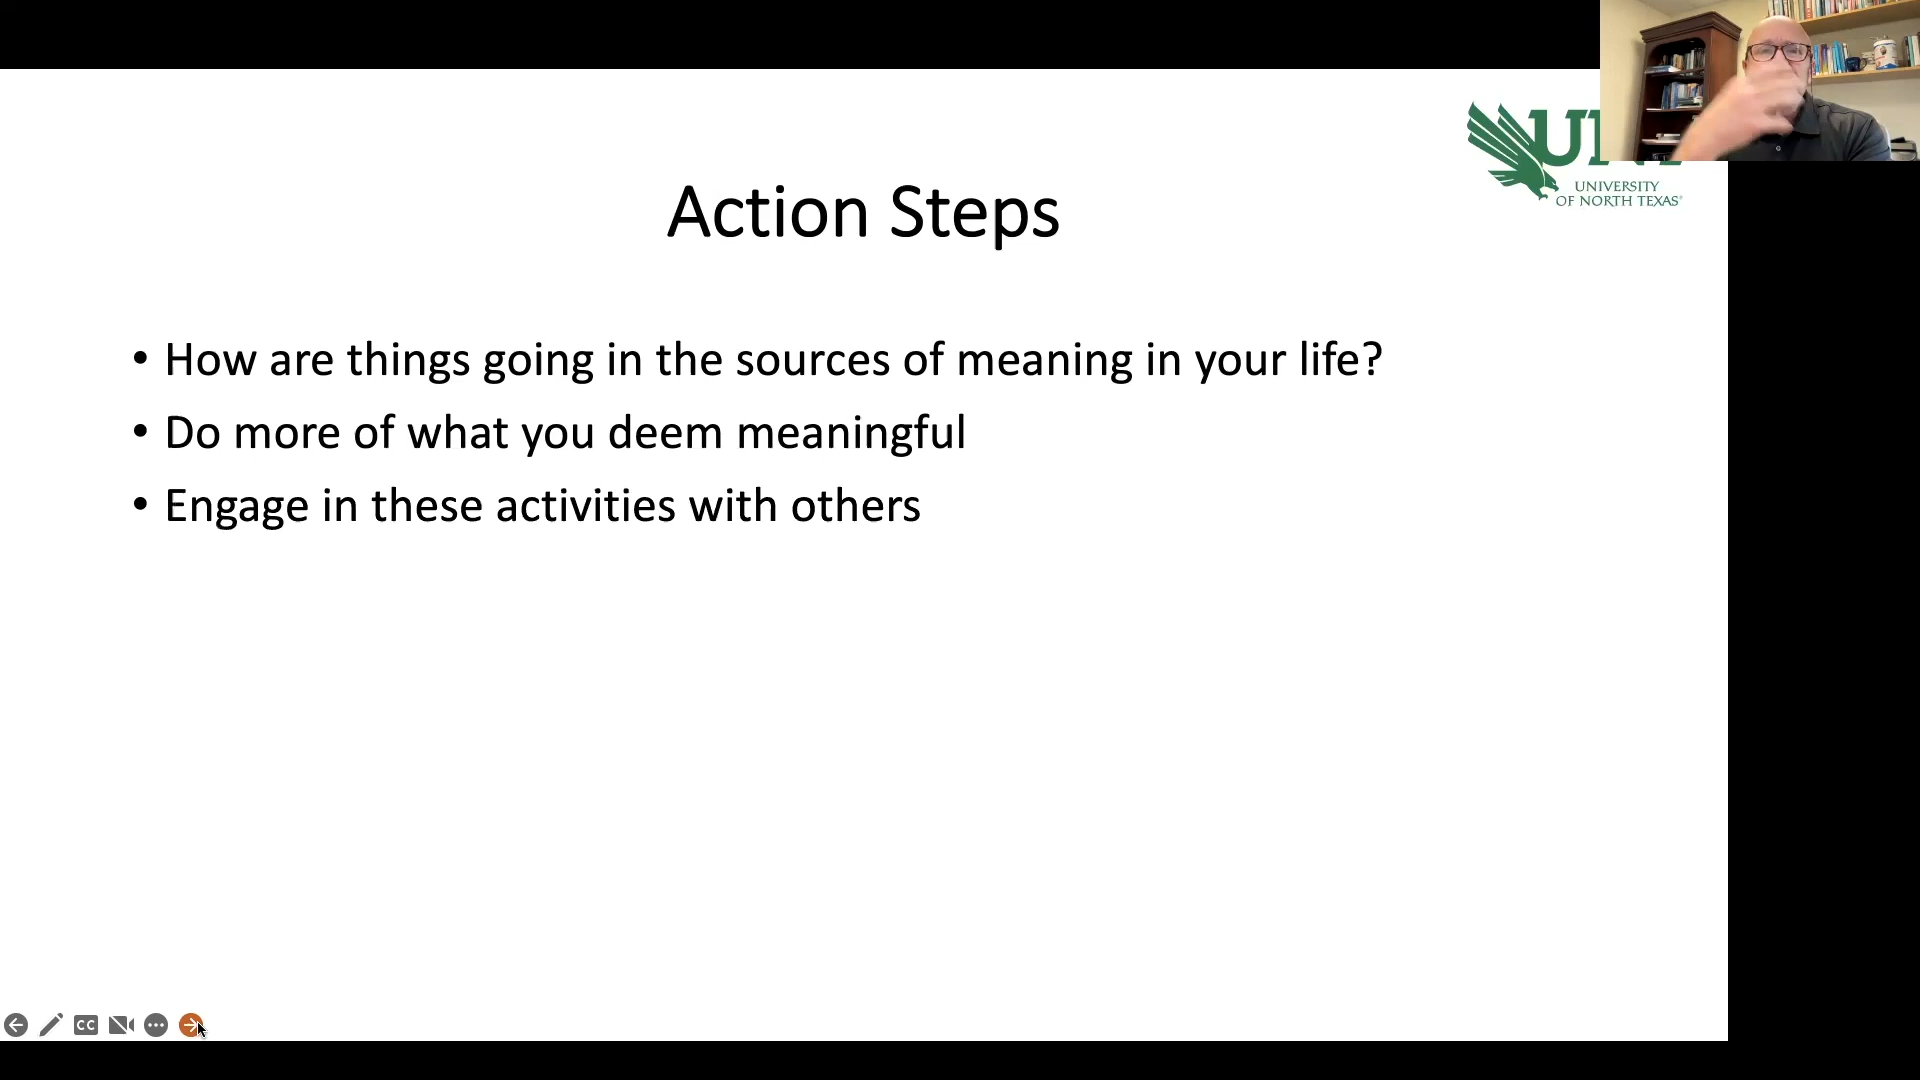 UNIVERSITY
OF NORTH TEXAS®
Action Steps
• How are things going in the sources of meaning in your life?
• Do more of what you deem meaningful
• Engage in these activities with others
CC